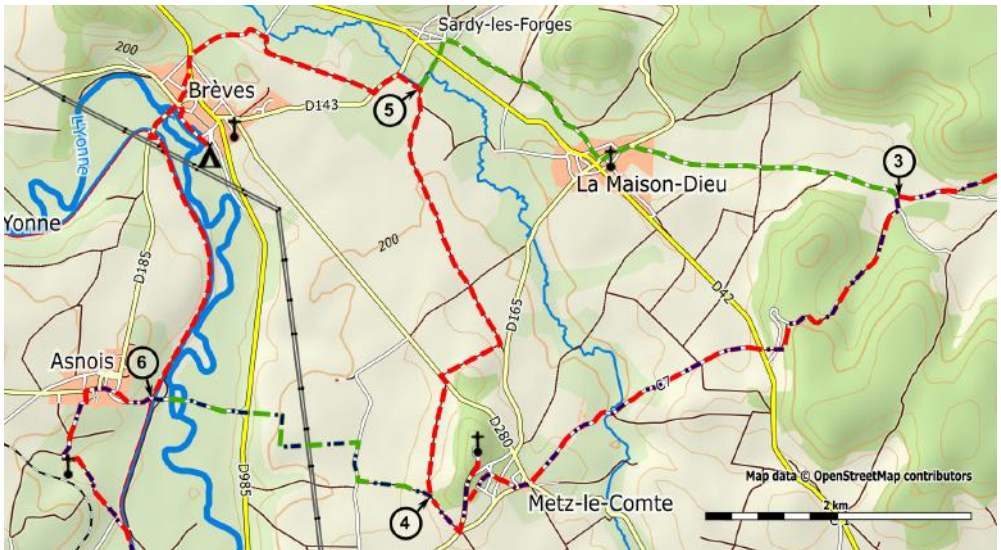 Sardy-les-Forges
200
Brèves
D143
5
L'Yonne
La Maison-Dieu
3
Yonne
200
D185
D165
D42
6
Asnois
D280
D985
Map data © OpenStreetMap contributors
Metz-le-Comte
2 km
4